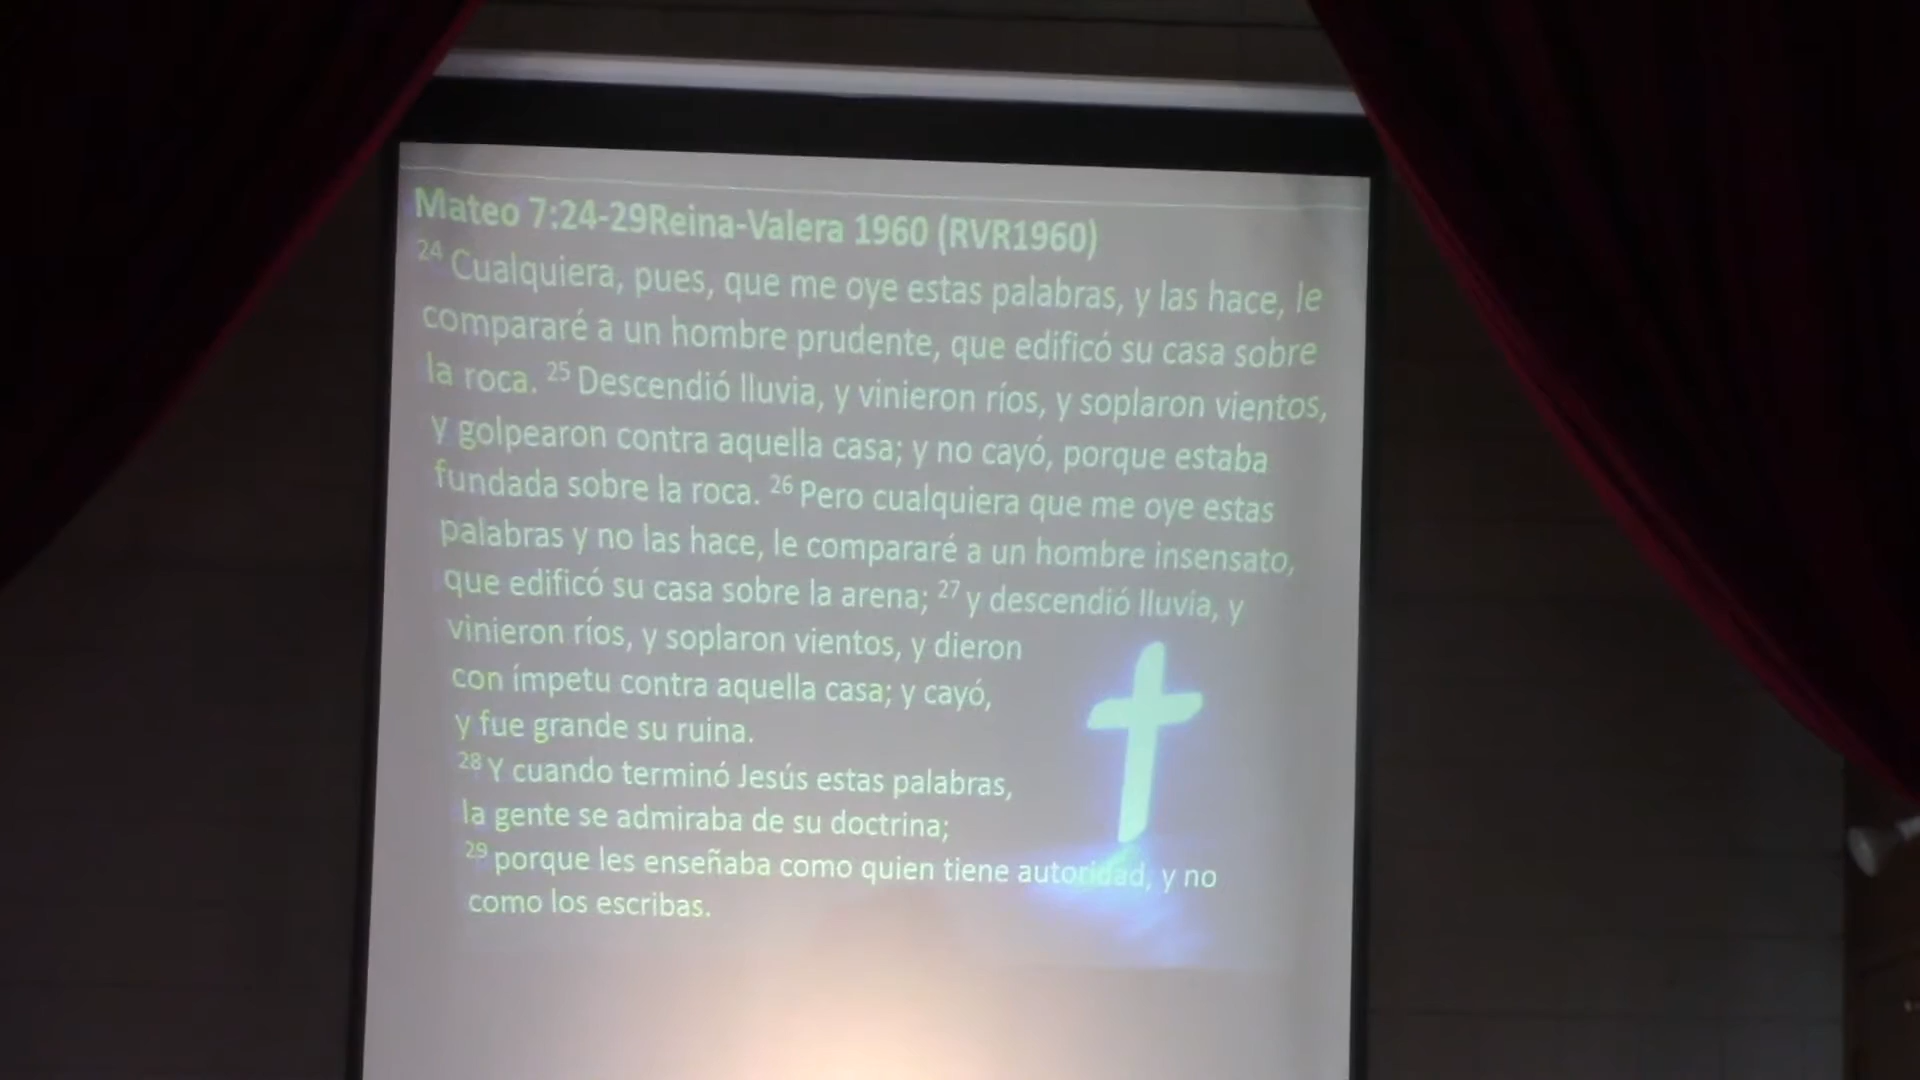 Mateo 7:24-29Reina-Valera 1960 (RVR1960)
24 Cualquiera, pues, que me oye estas palabras, y las hace, le
compararé a un hombre prudente, que edificó su casa sobre
la roca. 25 Descendió lluvia, y vinieron ríos, y soplaron vientos,
y golpearon contra aquella casa; y no cayó, porque estaba
fundada sobre la roca. 26 Pero cualquiera que me oye estas
palabras y no las hace, le compararé a un hombre insensato,
que edificó su casa sobre la arena; 27 y descendió lluvia, y
vinieron ríos, y soplaron vientos, y dieron
con ímpetu contra aquella casa; y cayó,
y fue grande su ruina.
28 Y cuando terminó Jesús estas palabras,
la gente se admiraba de su doctrina;
29 porque les enseñaba como quien tiene autoridad, y no
como los escribas.